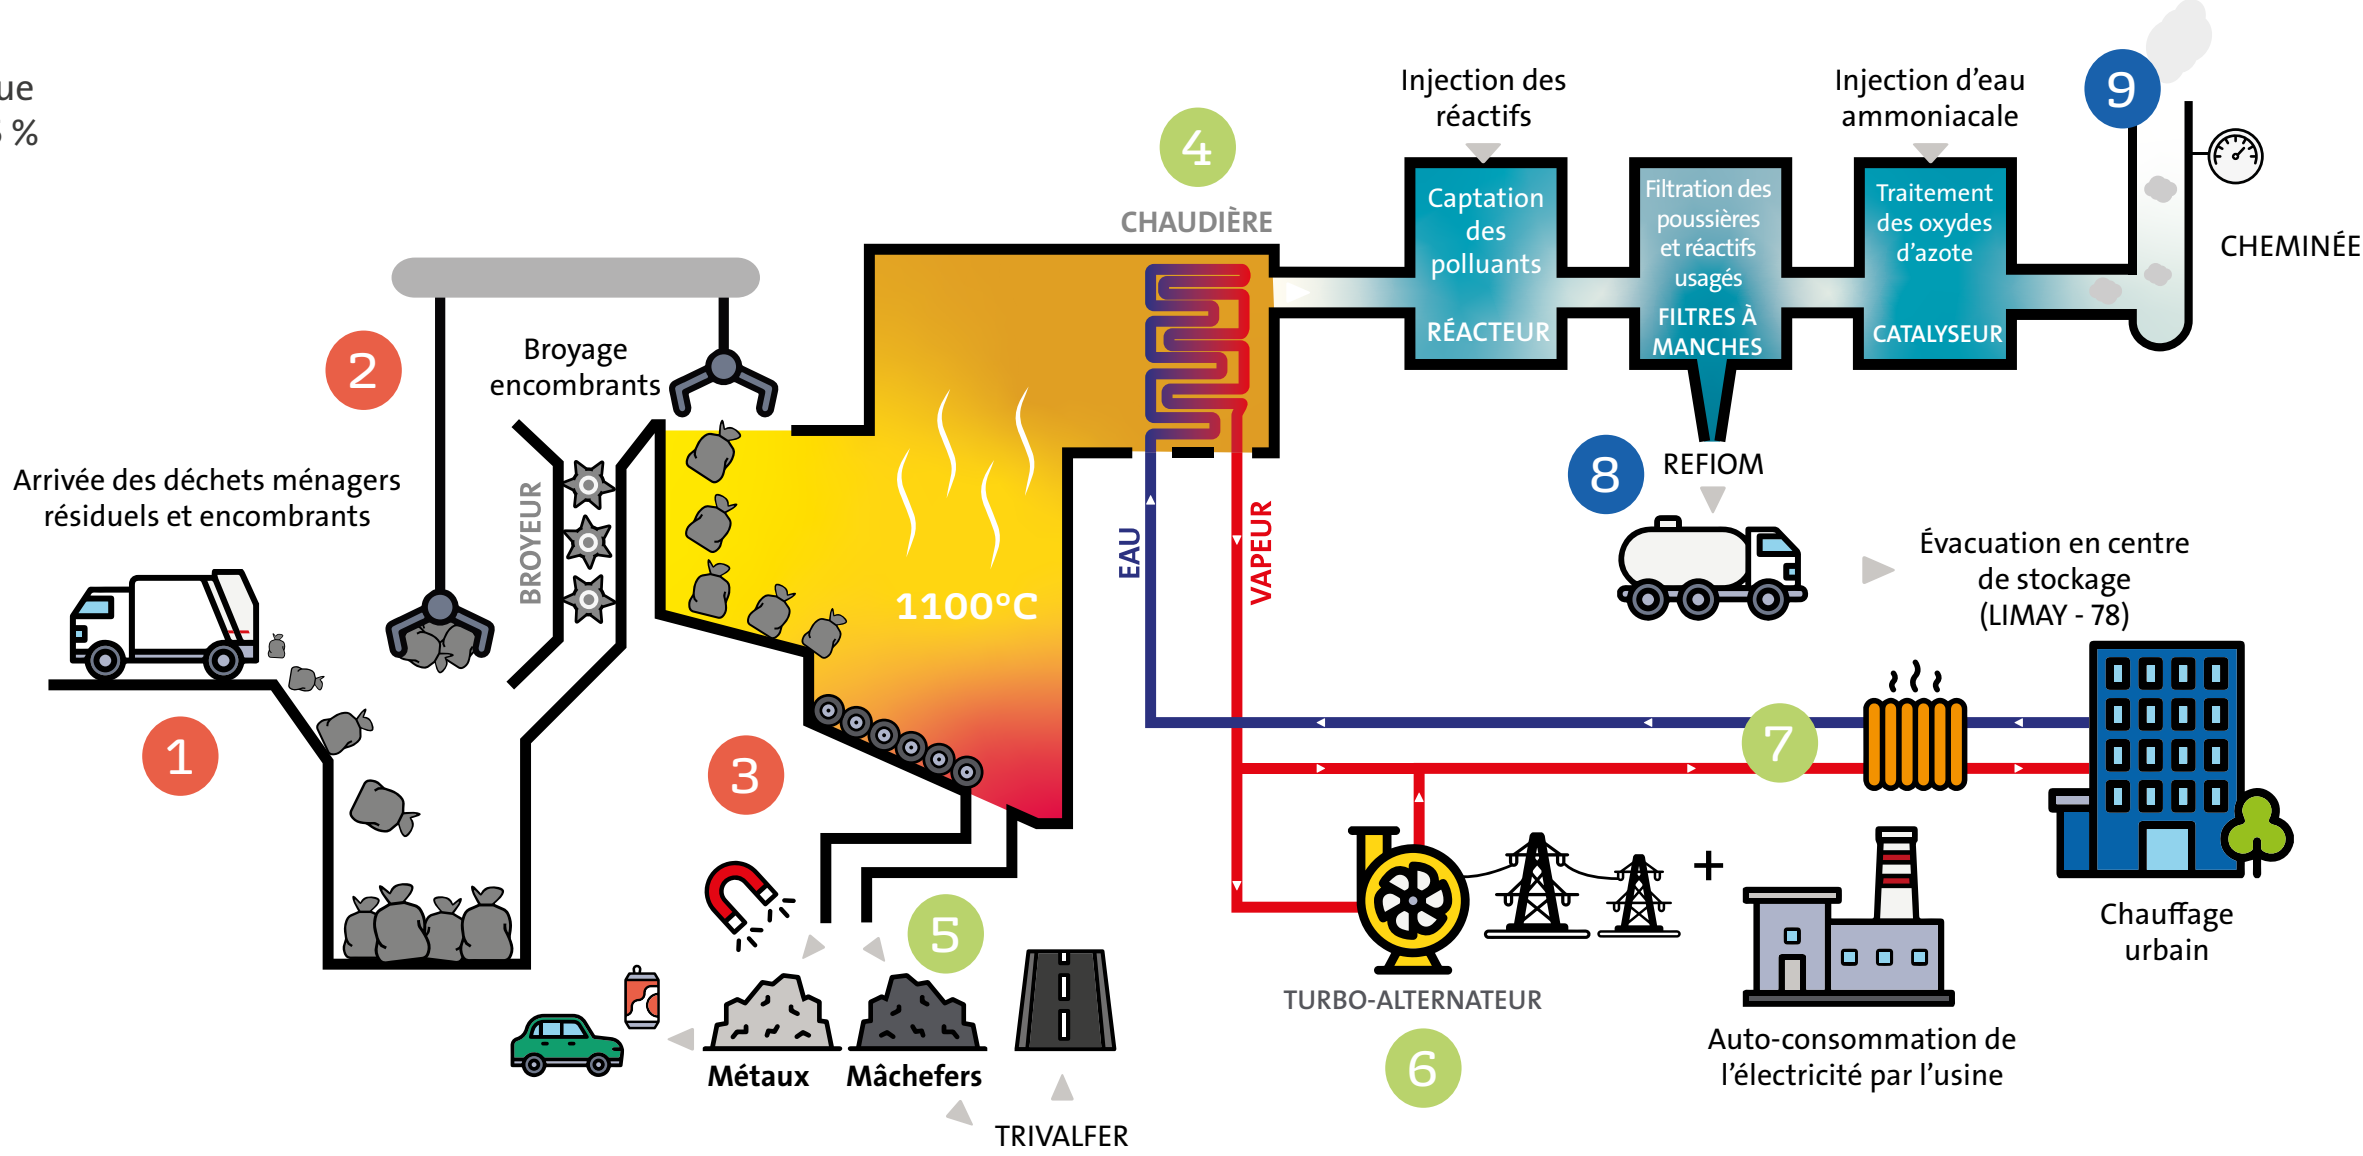 %
1
Arrivée des déchets ménagers
résiduels et encombrants
2
Broyage
encombrants
BROYEUR
3
1100°C
4
CHAUDIÈRE
EAU
VAPEUR
5
Métaux
Mâchefers
TRIVALFER
6
TURBO-ALTERNATEUR
+
Auto-consommation de
l’électricité par l’usine
7
Chauffage
urbain
Injection des
réactifs
Captation
des
polluants
RÉACTEUR
Filtration des
poussières
et réactifs
usagés
FILTRES À
MANCHES
Injection d’eau
ammoniacale
Traitement
des oxydes
d’azote
CATALYSEUR
8
REFIOM
Évacuation en centre
de stockage
(LIMAY - 78)
9
CHEMINÉE